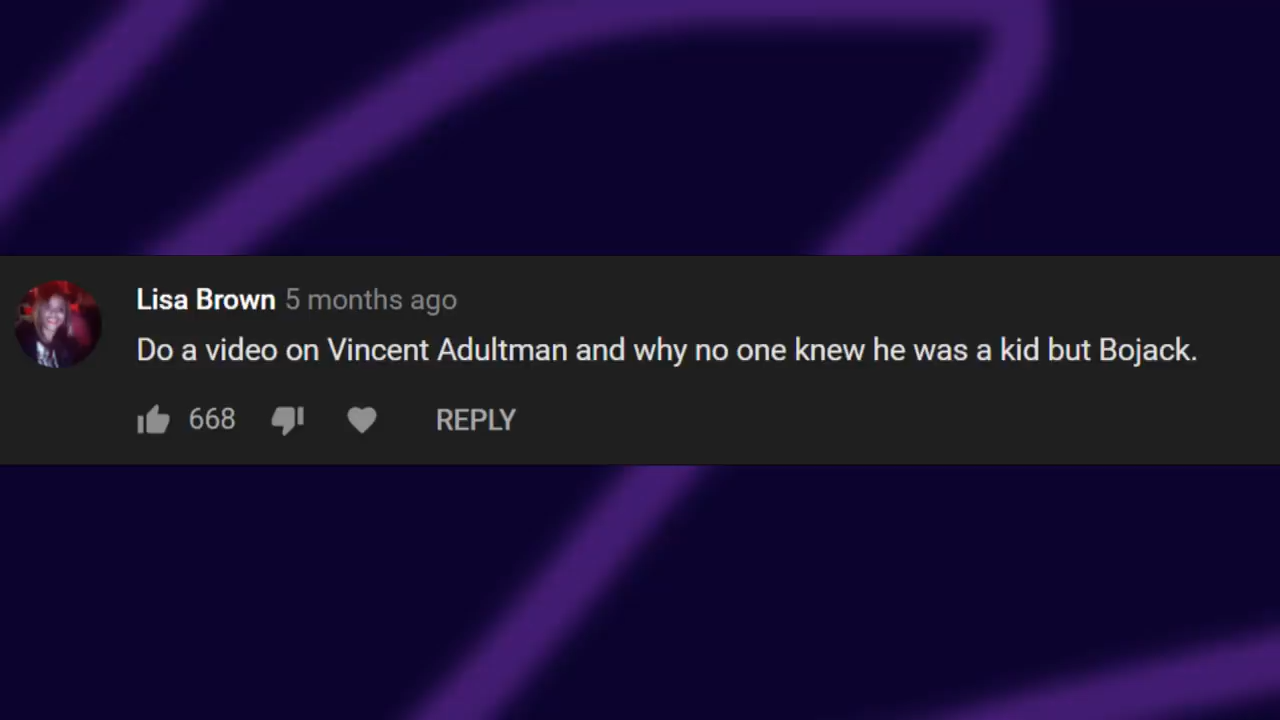 Lisa Brown 5 months ago
Do a video on Vincent Adultman and why no one knew he was a kid but Bojack.
668 REPLY